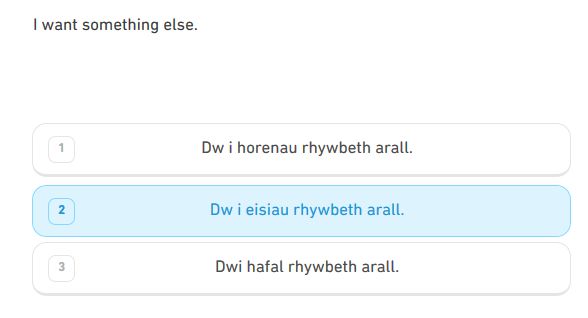 I want something else.
1 Dw i horenau rhywbeth arall.
2 Dw i eisiau rhywbeth arall.
3 Dwi hafal rhywbeth arall.